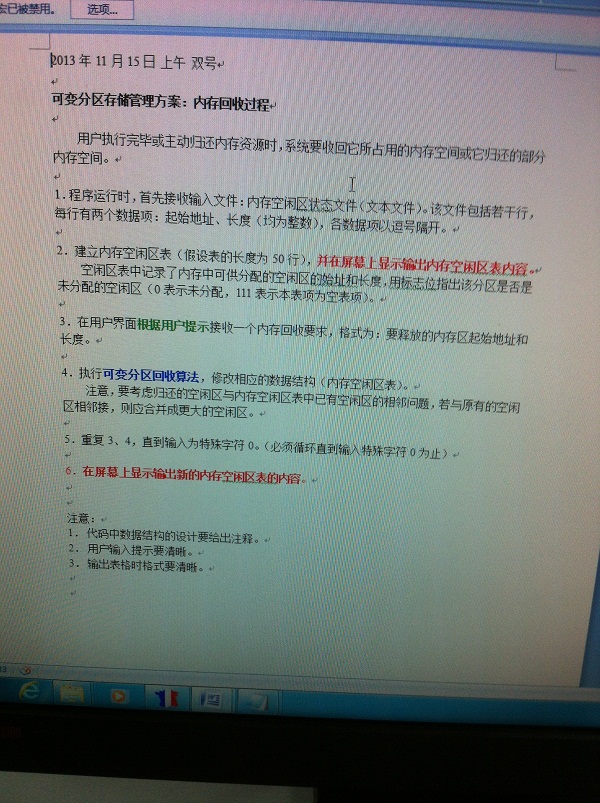 宏已被禁用。 选项...
2013 年 11 月 15 日 上午 双号
可变分区存储管理方案：内存回收过程
用户执行完毕或主动归还内存资源时，系统要收回它所占用的内存空间或它归还的部分
内存空间。
1. 程序运行时，首先接收输入文件：内存空闲区状态文件（文本文件）。该文件包括若干行，
每行有两个数据项：起始地址、长度（均为整数），各数据项以逗号隔开。
2. 建立内存空闲区表（假设表的长度为 50 行），并在屏幕上显示输出内存空闲区表内容。
空闲区表中记录了内存中可供分配的空闲区的始址和长度，用标志位指出该分区是否是
未分配的空闲区（0 表示未分配，111 表示本表项为空表项）。
3. 在用户界面根据用户提示接收一个内存回收要求，格式为：要释放的内存区起始地址和
长度。
4. 执行可变分区回收算法，修改相应的数据结构（内存空闲区表）。
注意，要考虑归还的空闲区与内存空闲区表中已有空闲区的相邻问题，若与原有的空闲
区相邻接，则应合并成更大的空闲区。
5. 重复 3、4，直到输入为特殊字符 0。（必须循环直到输入特殊字符 0 为止）
6. 在屏幕上显示输出新的内存空闲区表的内容。
注意：
1. 代码中数据结构的设计要给出注释。
2. 用户输入提示要清晰。
3. 输出表格时格式要清晰。